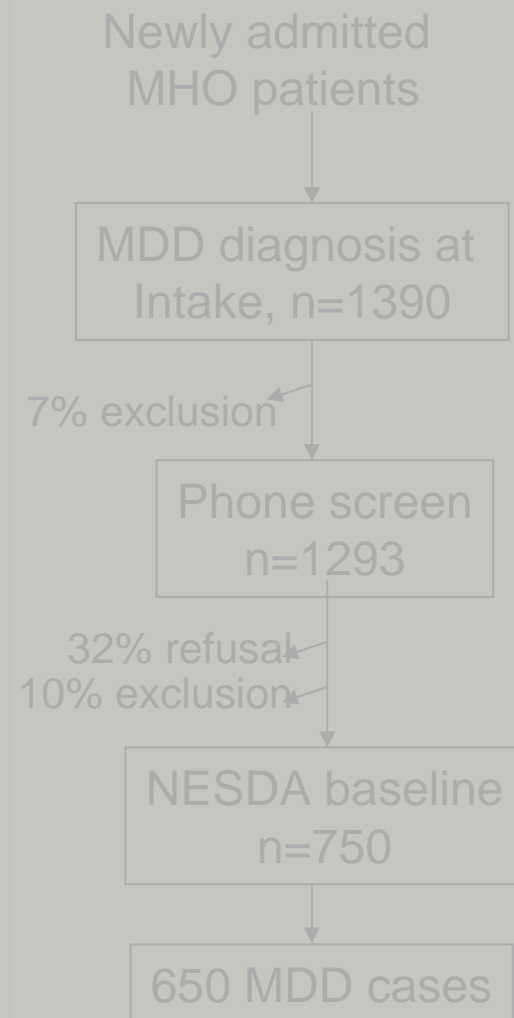 Newly admitted
MHO patients
MDD diagnosis at
Intake, n=1390
7% exclusion
Phone screen
n=1293
32% refusal
10% exclusion
NESDA baseline
n=750
650 MDD cases